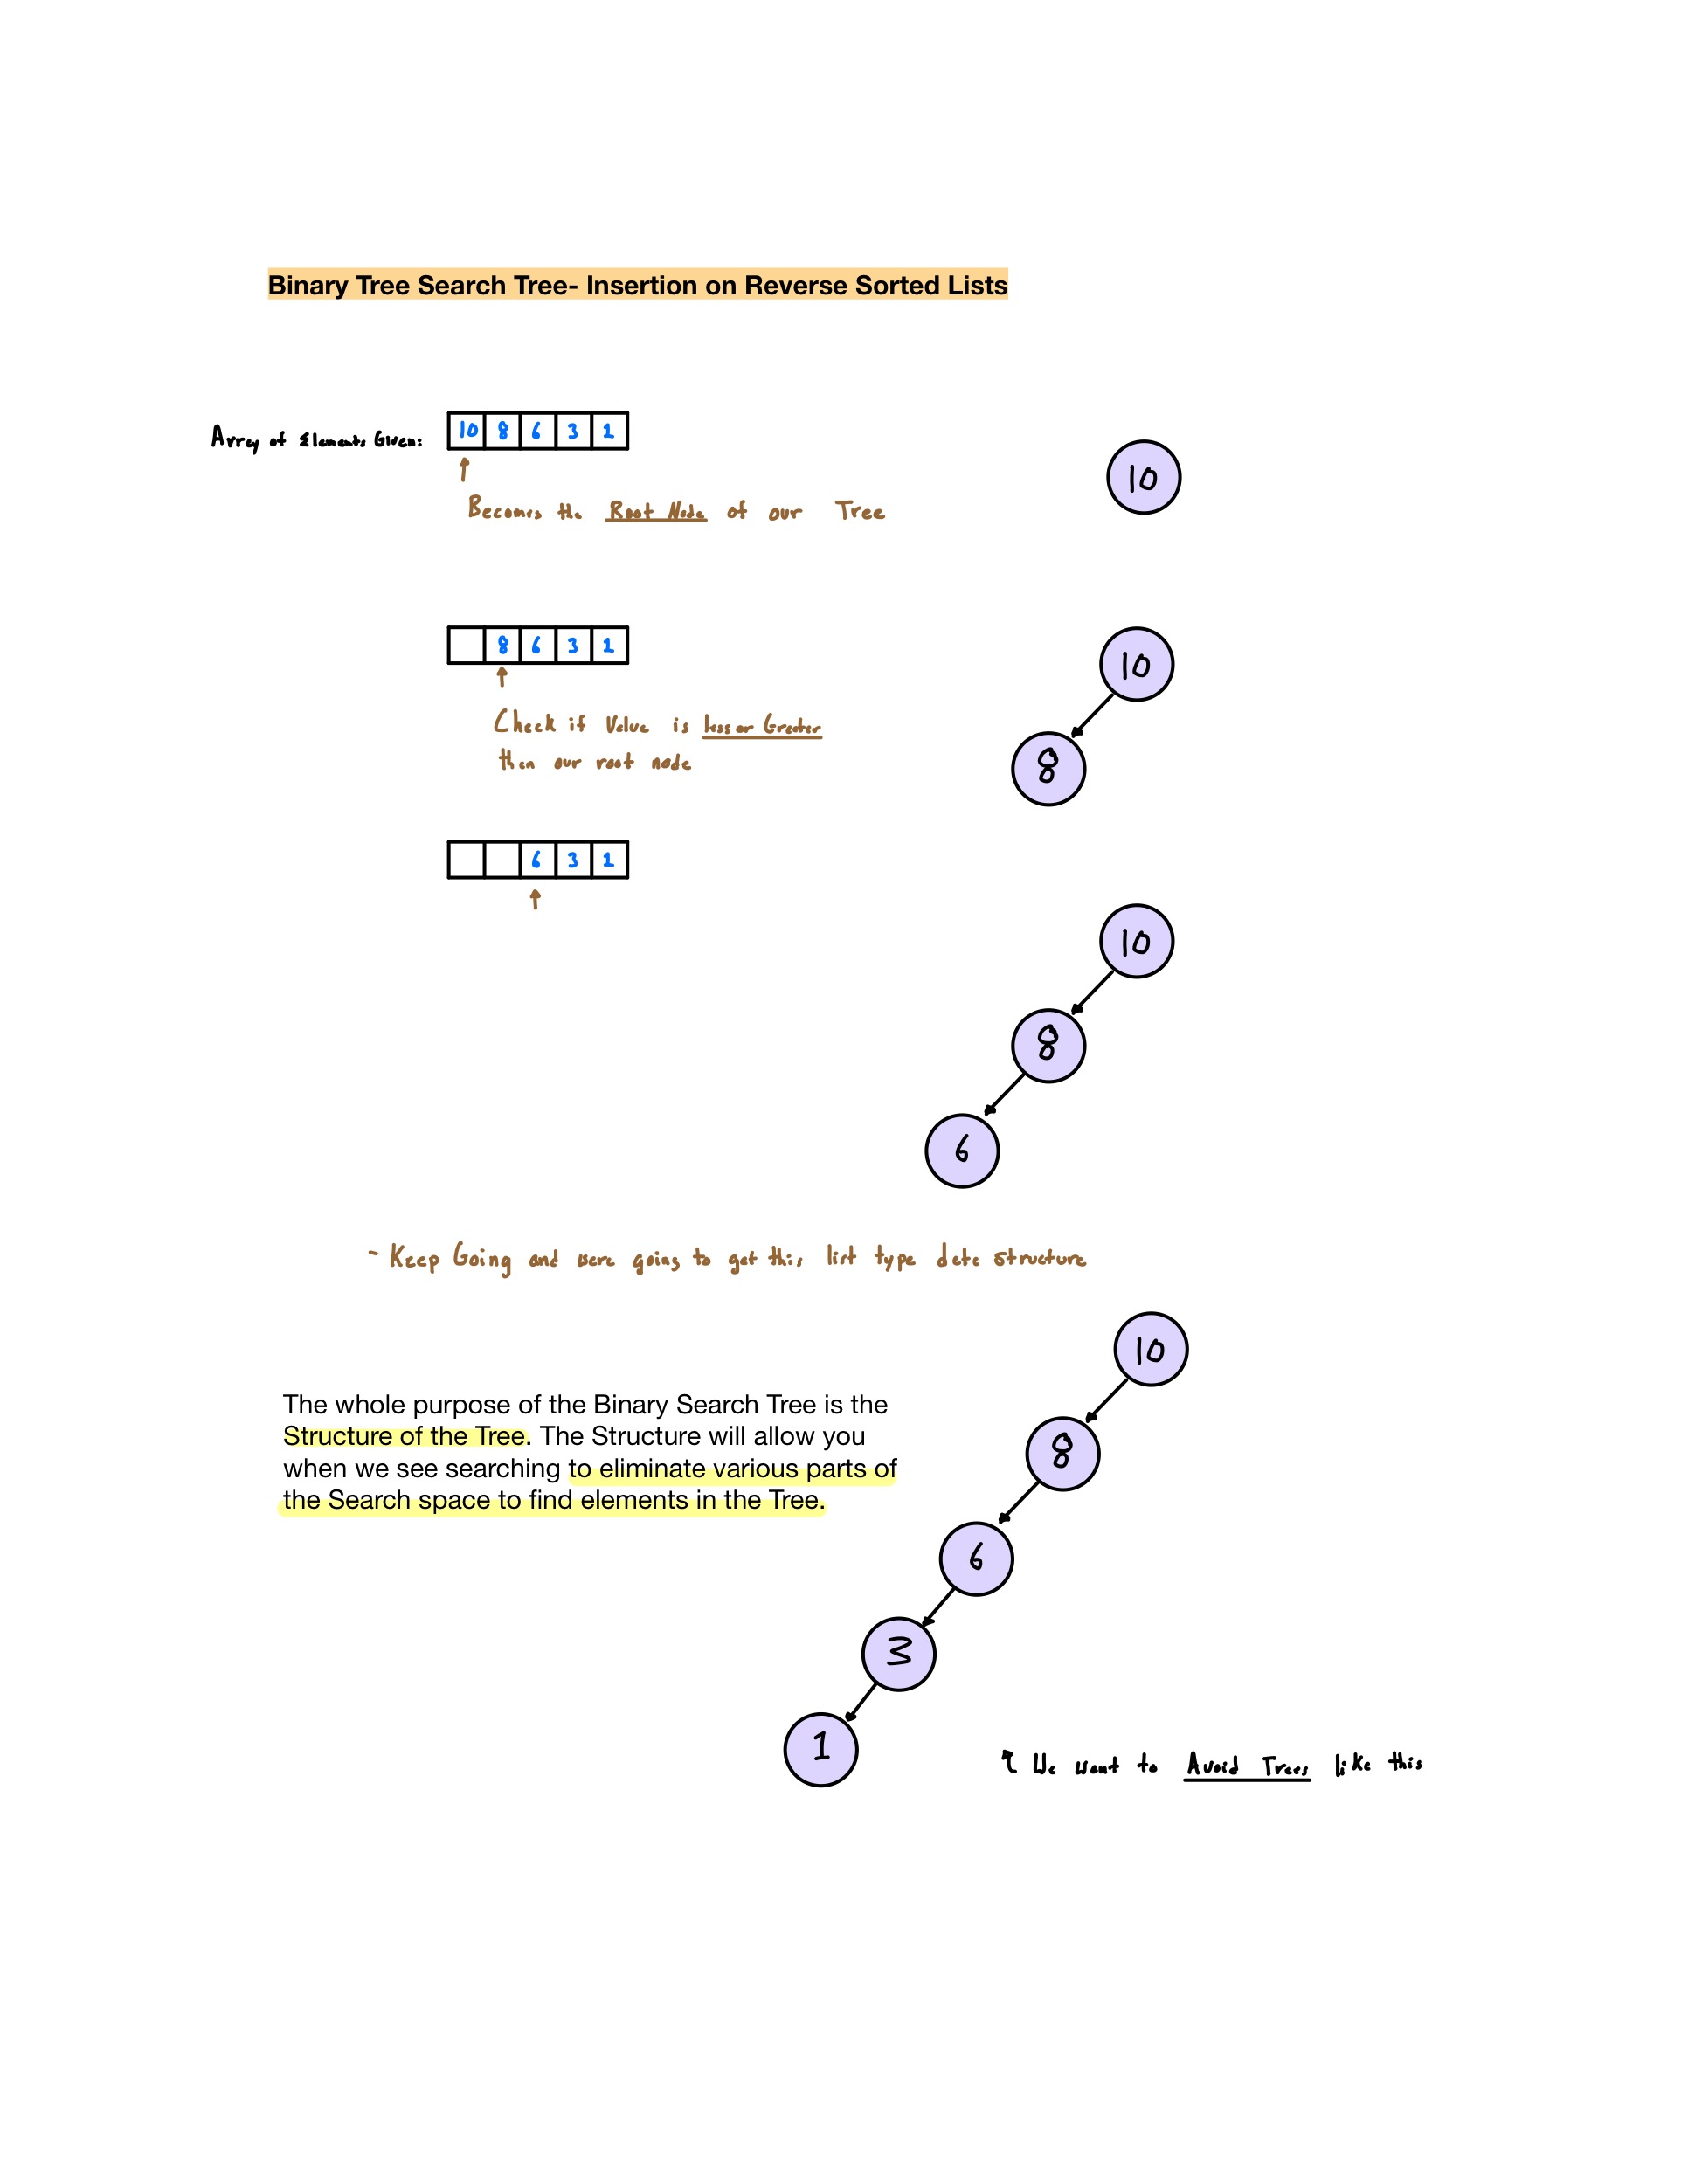 Binary Tree Search Tree- Insertion on Reverse Sorted Lists
Array of Elements Given: 10 8 6 3 1
10
Becomes the Root Node of our Tree
8 6 3 1
10
Check if Value is less or Greater
then our root node
8
6 3 1
10
8
6
- Keep Going and were going to get this list type data structure
10
The whole purpose of the Binary Search Tree is the
Structure of the Tree. The Structure will allow you
8
when we see searching to eliminate various parts of
the Search space to find elements in the Tree.
6
3
1
We want to Avoid Trees like this